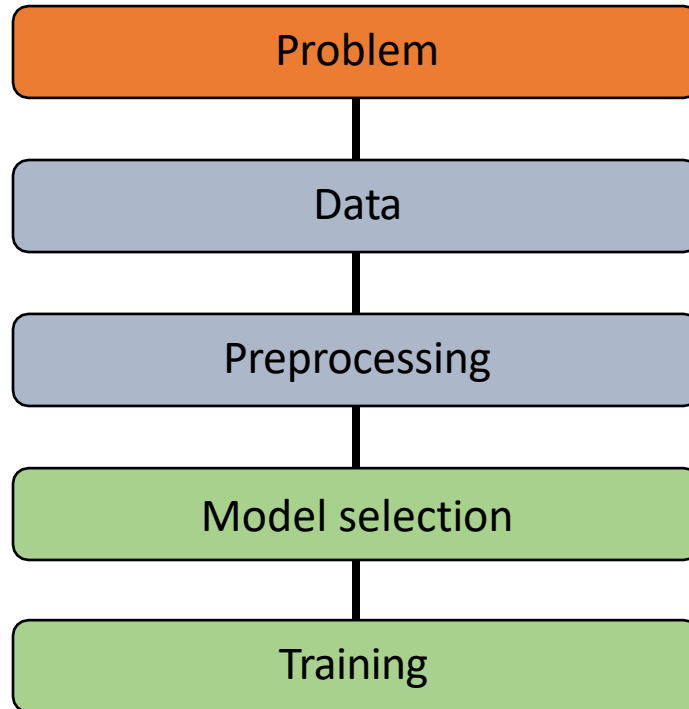 Problem
Data
Preprocessing
Model selection
Training